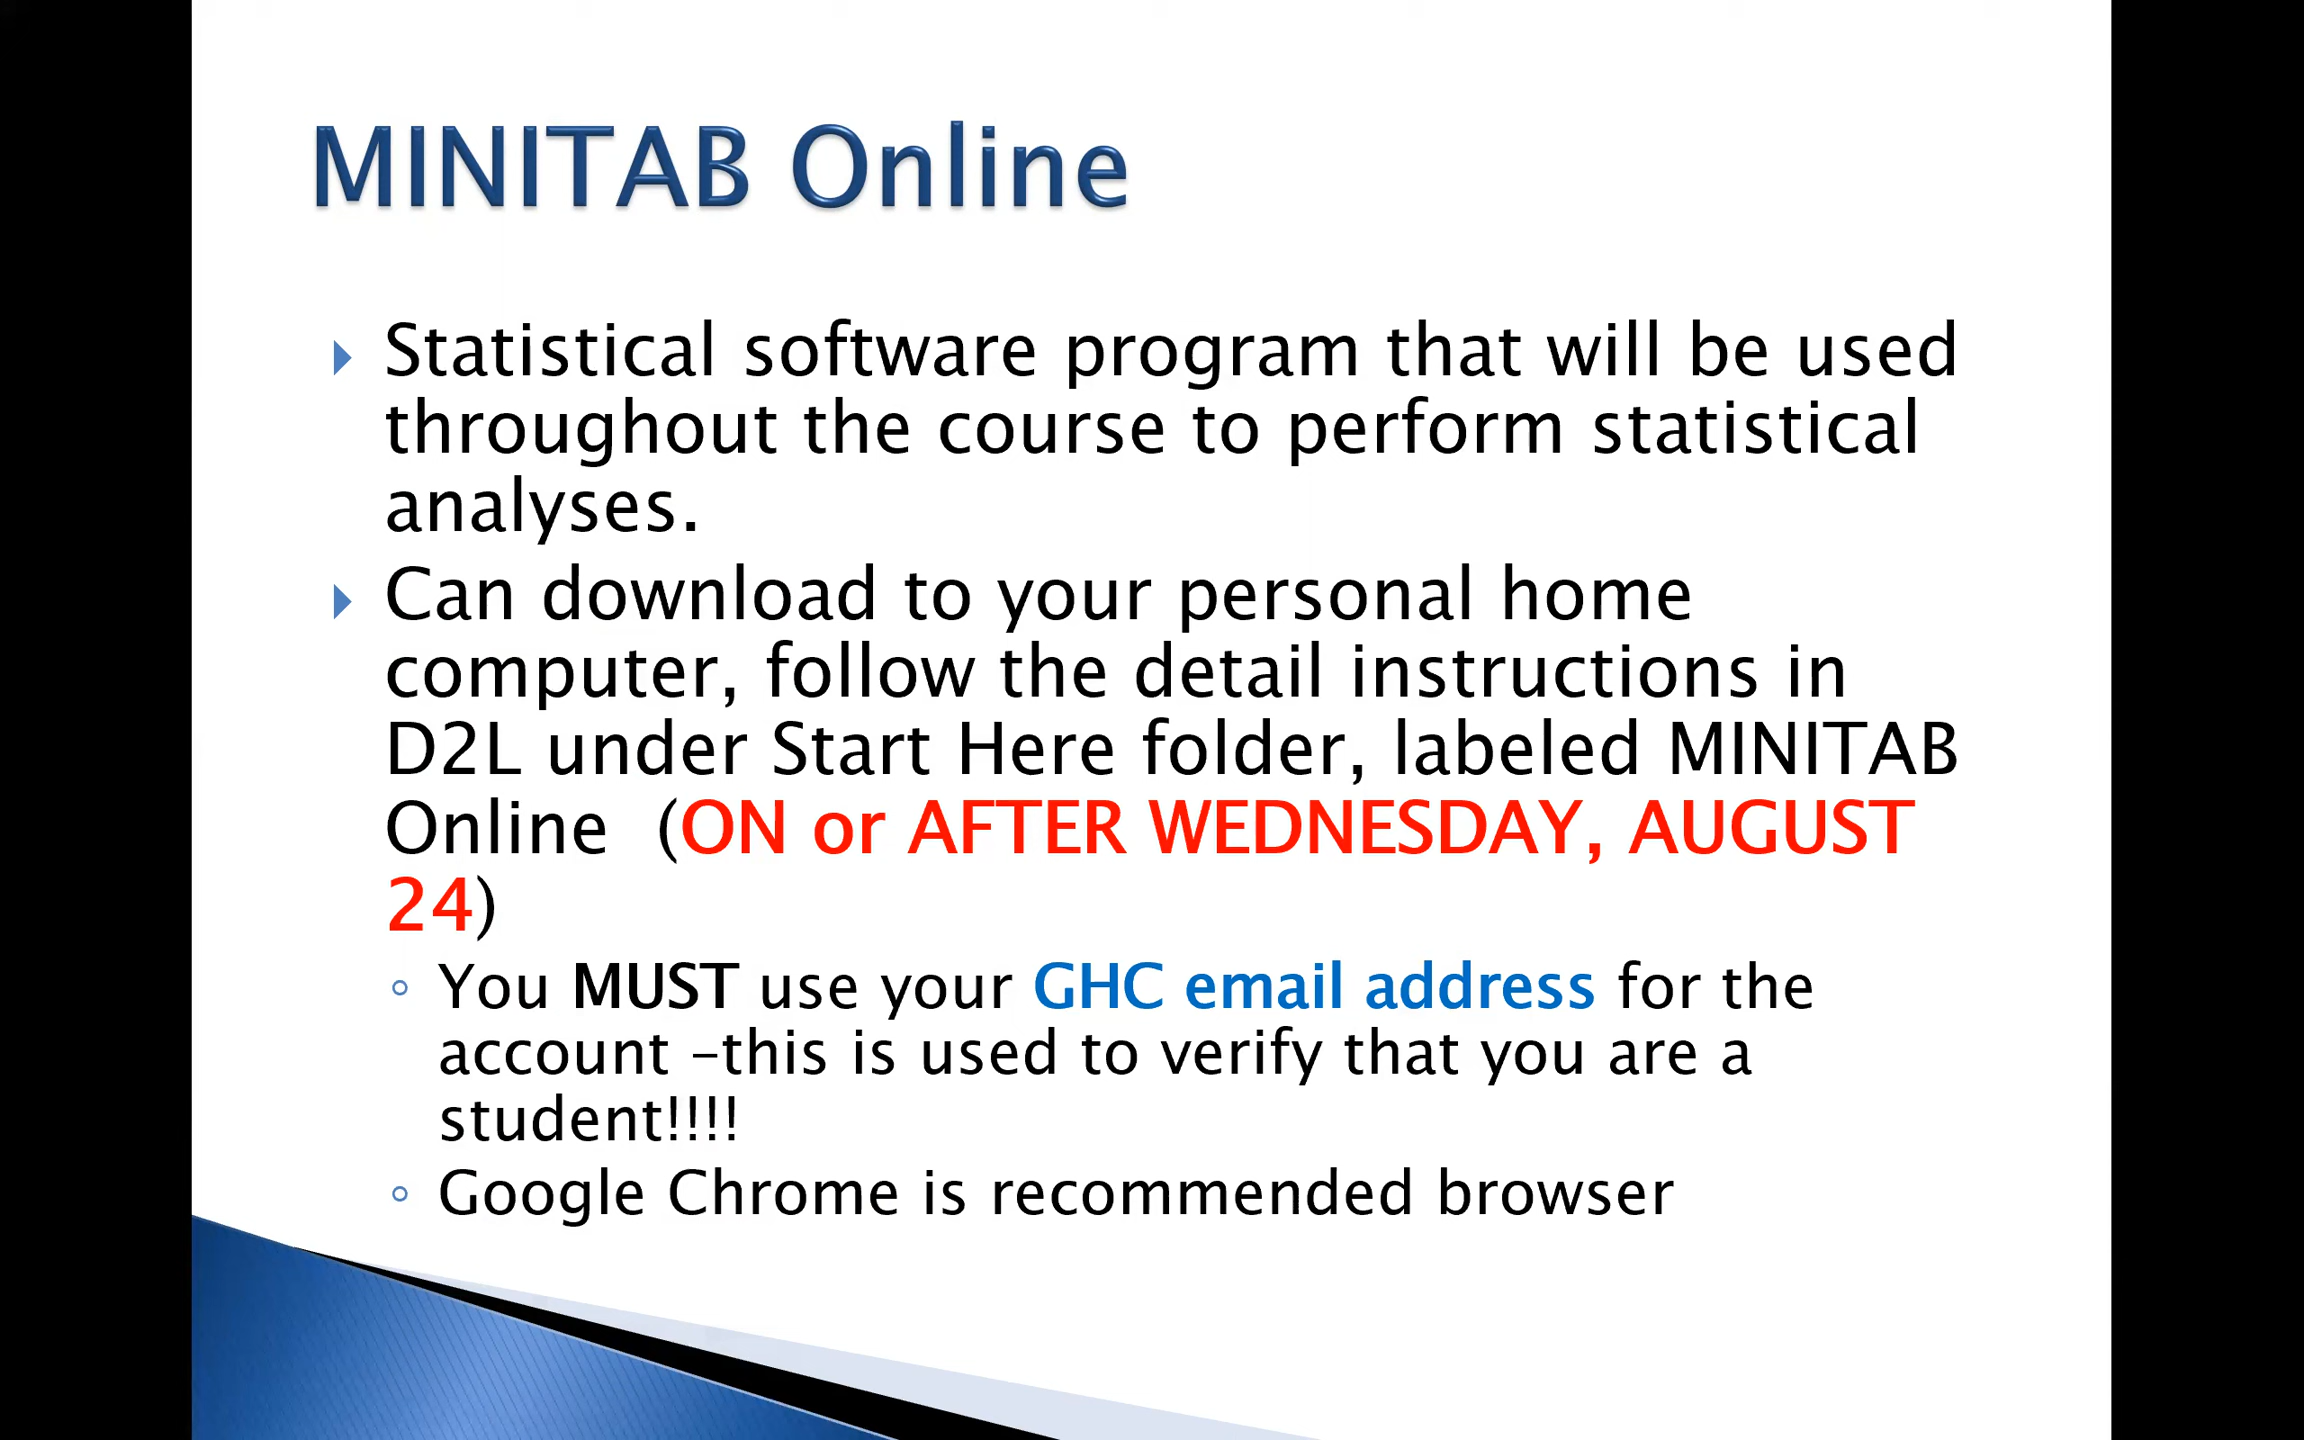 MINITAB Online
Statistical software program that will be used
throughout the course to perform statistical
analyses.
Can download to your personal home
computer, follow the detail instructions in
D2L under Start Here folder, labeled MINITAB
Online  (ON or AFTER WEDNESDAY, AUGUST
24)
You MUST use your GHC email address for the
account –this is used to verify that you are a
student!!!!
Google Chrome is recommended browser